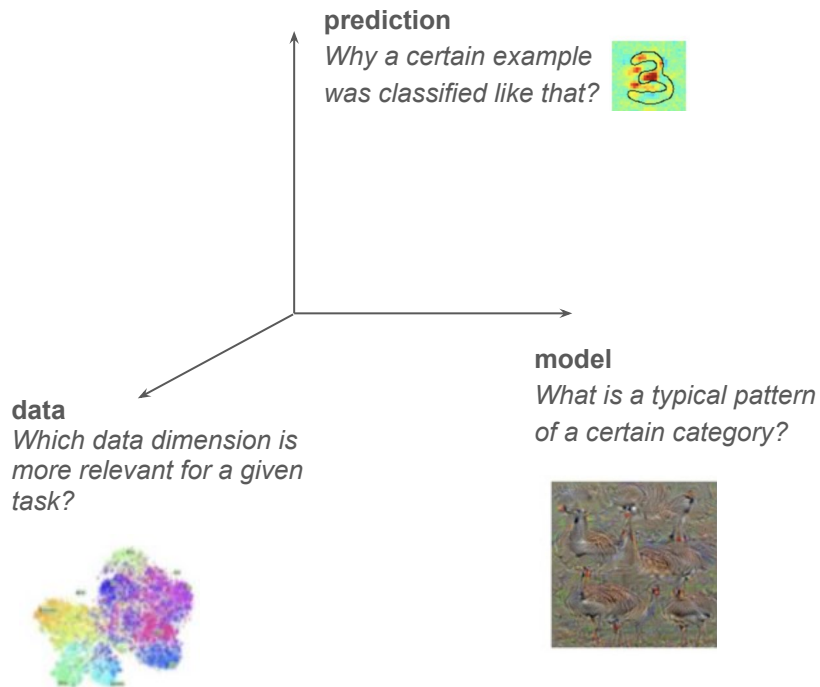 prediction
Why a certain example
was classified like that?
model
What is a typical pattern
of a certain category?
data
Which data dimension is
more relevant for a given
task?